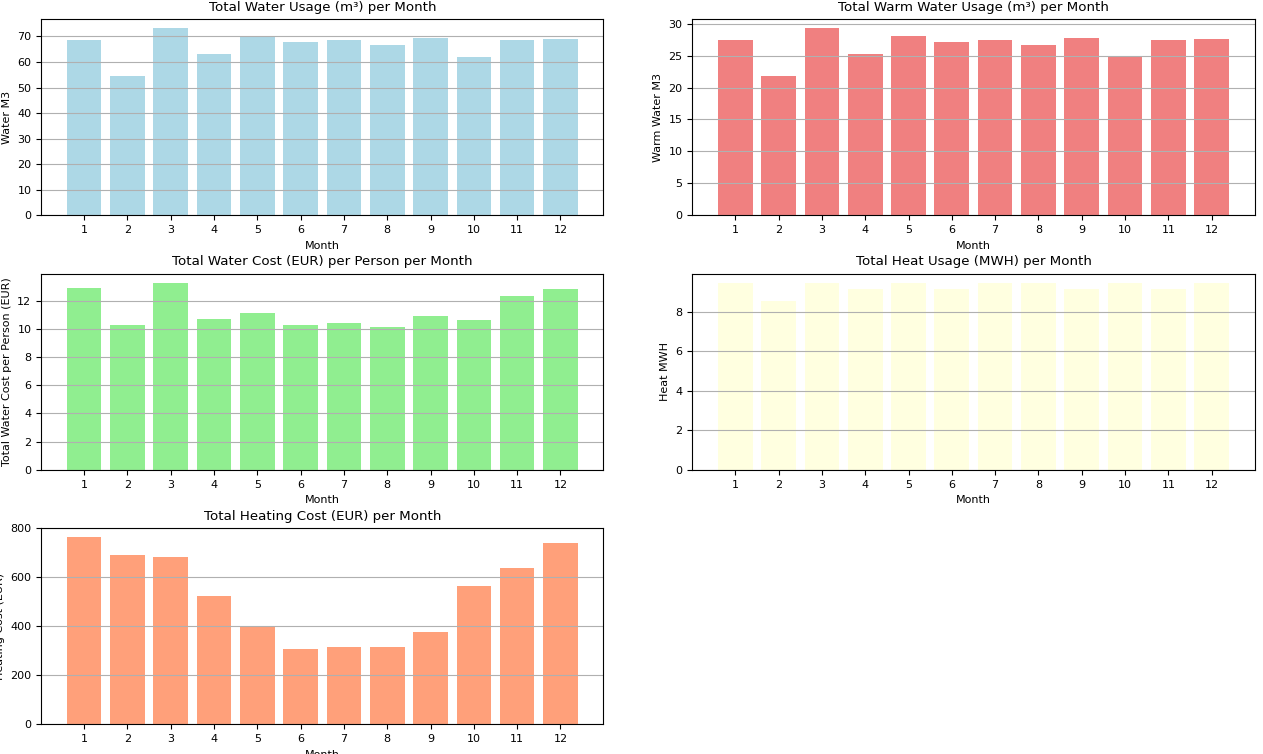 Total Water Usage (m³) per Month
Water M3
70
60
50
40
30
20
10
0
1 2 3 4 5 6 7 8 9 10 11 12
Month
Total Warm Water Usage (m³) per Month
Warm Water M3
30
25
20
15
10
5
0
1 2 3 4 5 6 7 8 9 10 11 12
Month
Total Water Cost (EUR) per Person per Month
Total Water Cost per Person (EUR)
12
10
8
6
4
2
0
1 2 3 4 5 6 7 8 9 10 11 12
Month
Total Heat Usage (MWH) per Month
Heat MWH
8
6
4
2
0
1 2 3 4 5 6 7 8 9 10 11 12
Month
Total Heating Cost (EUR) per Month
800
600
400
200
0
1 2 3 4 5 6 7 8 9 10 11 12
Month